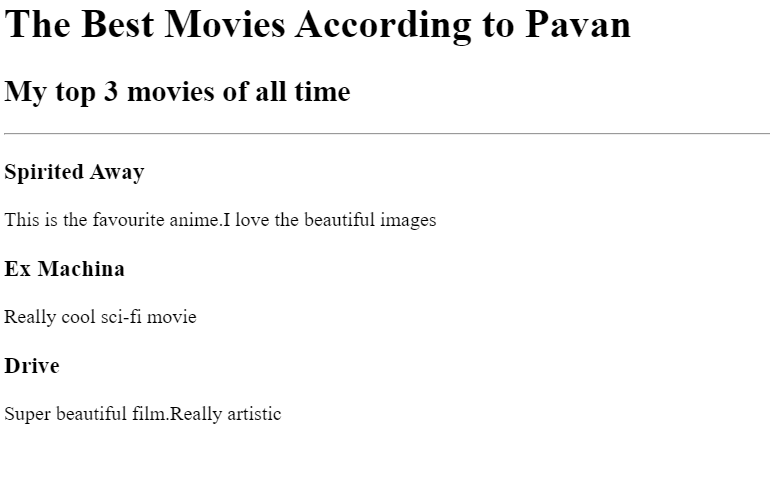 The Best Movies According to Pavan
My top 3 movies of all time
Spirited Away
This is the favourite anime.I love the beautiful images
Ex Machina
Really cool sci-fi movie
Drive
Super beautiful film.Really artistic